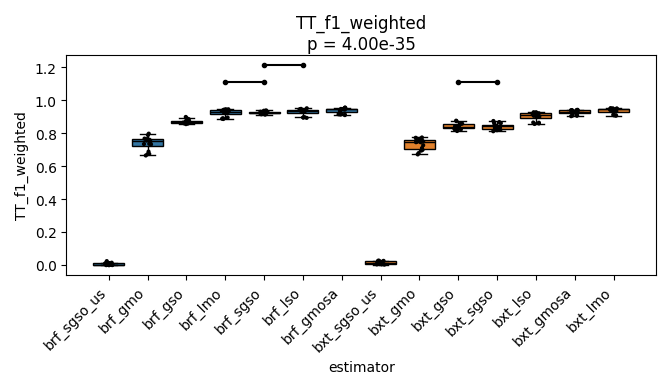 TT_f1_weighted
p = 4.00e-35
TT_f1_weighted
1.2
1.0
0.8
0.6
0.4
0.2
0.0
brf_sgso_us
brf_gmo
brf_gso
brf_lmo
brf_sgso
brf_lso
brf_gmosa
bxt_sgso_us
bxt_gmo
bxt_gso
bxt_sgso
bxt_lso
bxt_gmosa
bxt_lmo
estimator